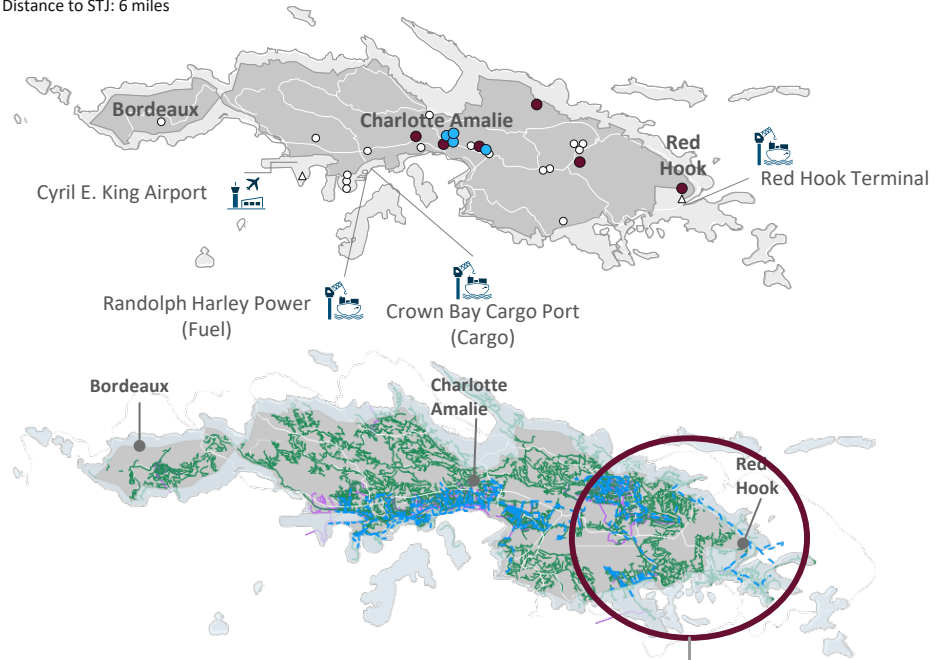 Distance to STJ: 6 miles
Bordeaux
Charlotte Amalie
Red
Hook
Cyril E. King Airport
Red Hook Terminal
Randolph Harley Power
(Fuel)
Crown Bay Cargo Port
(Cargo)
Bordeaux
Charlotte
Amalie
Red
Hook